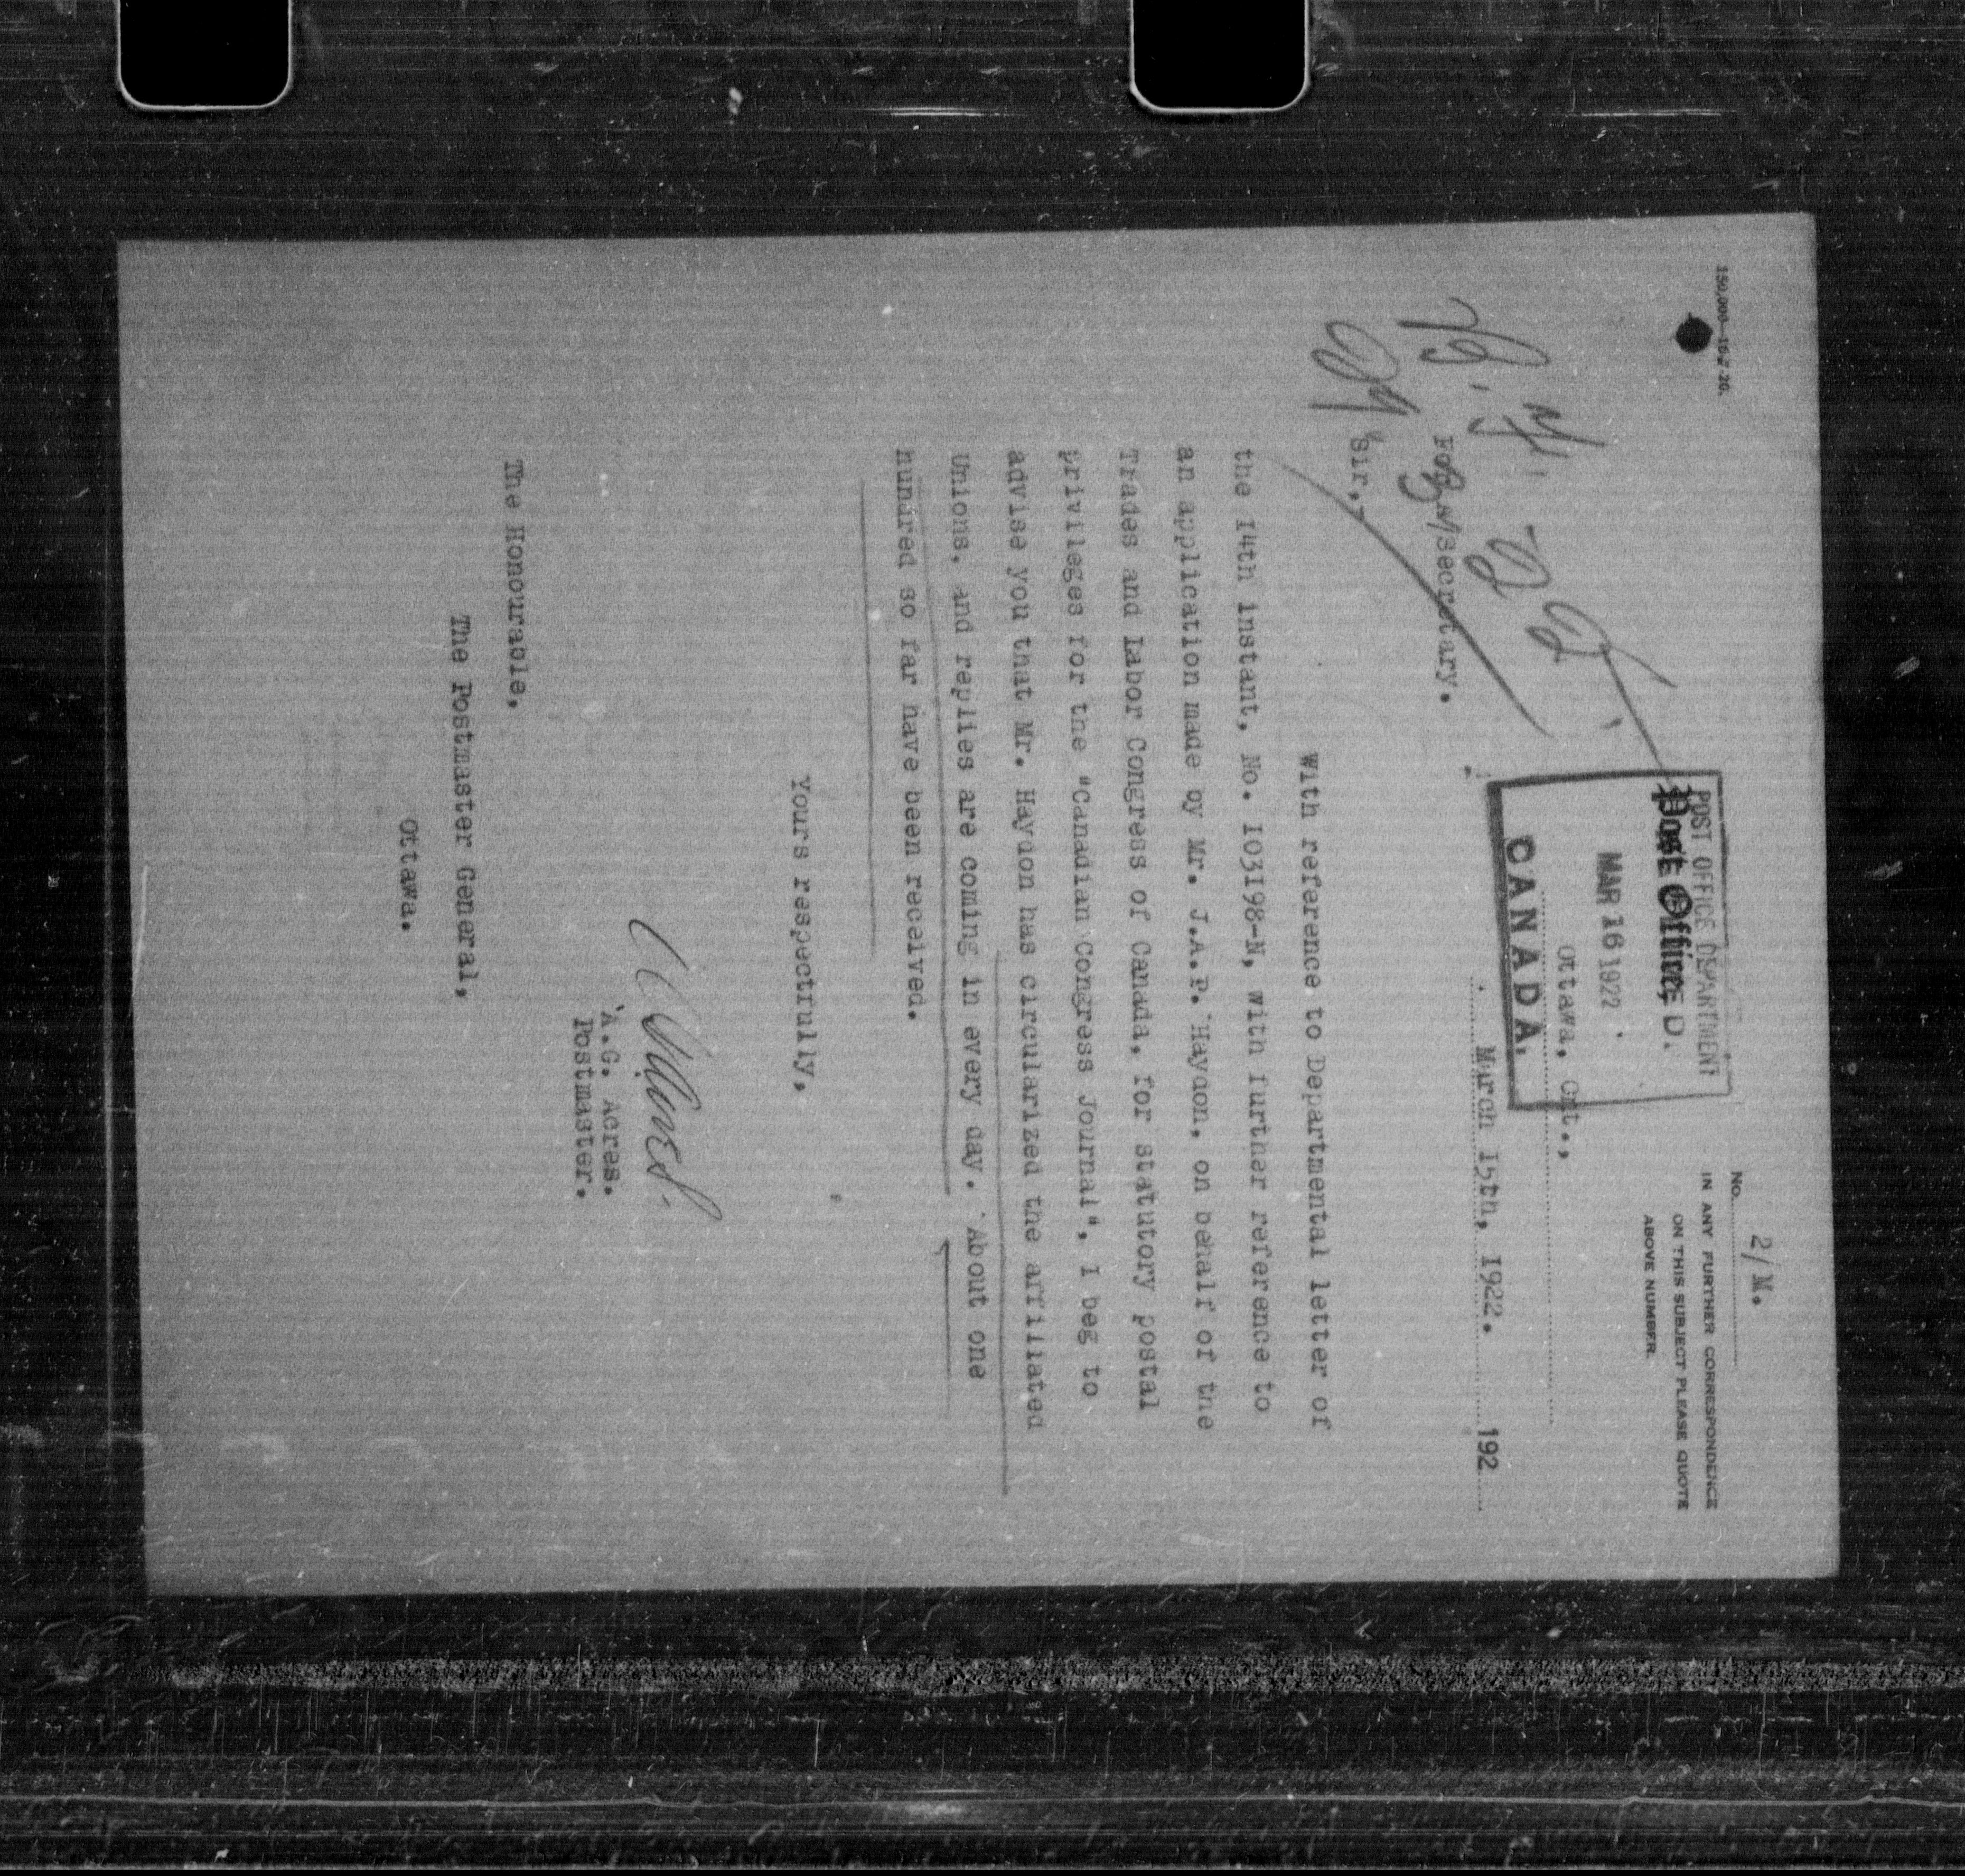 150,000—16-7-20.
No. 2/M.
IN ANY FURTHER CORRESPONDENCE
ON THIS SUBJECT PLEASE QUOTE
ABOVE NUMBER.
POST OFFICE DEPARTMENT
Post Office,
MAR 16 1922
CANADA.
Ottawa, Ont.,
March 15th, 1922. 192
For/Secretary.
Sir,-
With reference to Departmental letter of
the 14th instant, No. 103198-N, with further reference to
an application made by Mr. J.A.P. Haydon, on behalf of the
Trades and Labor Congress of Canada, for statutory postal
privileges for the "Canadian Congress Journal", I beg to
advise you that Mr. Haydon has circularized the affiliated
Unions, and replies are coming in every day. About one
hundred so far have been received.
Yours respectfully,
A.G. Acres.
Postmaster.
The Honourable,
The Postmaster General,
Ottawa.